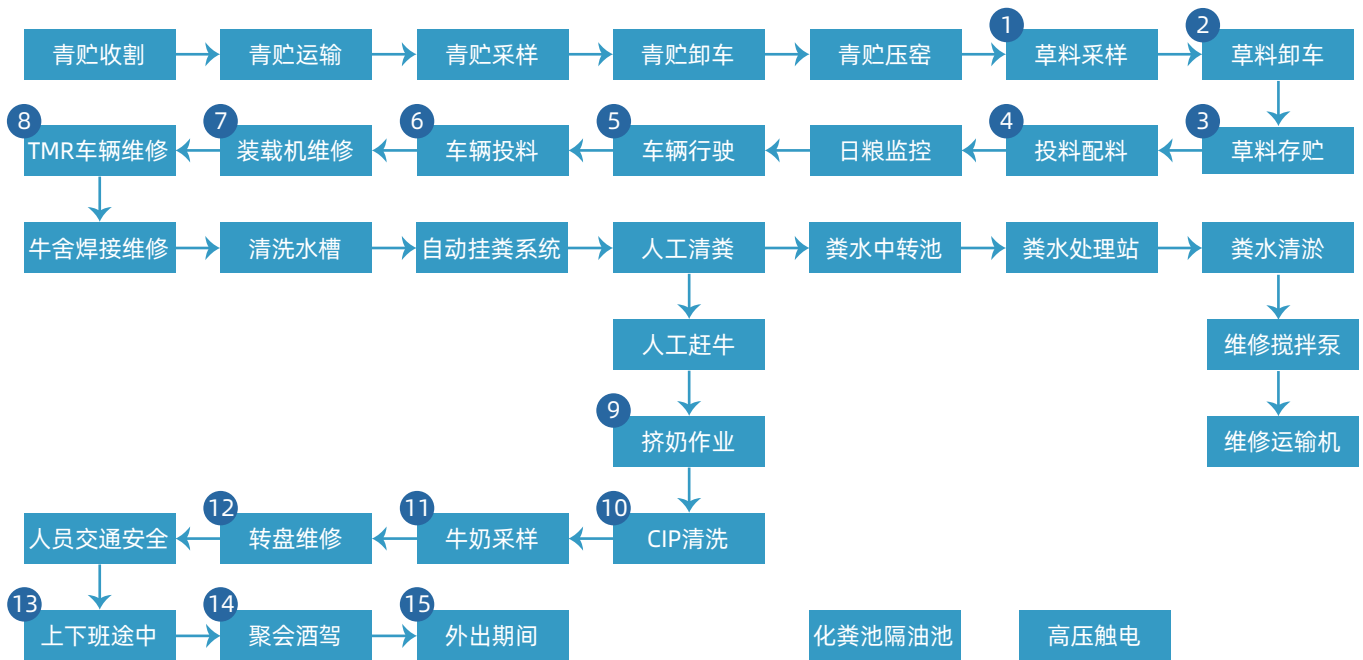 青贮收割
青贮运输
青贮采样
青贮卸车
青贮压窑
1
草料采样
2
草料卸车
8
TMR车辆维修
7
装载机维修
6
车辆投料
5
车辆行驶
日粮监控
4
投料配料
3
草料存贮
牛舍焊接维修
清洗水槽
自动挂粪系统
人工清粪
粪水中转池
粪水处理站
粪水清淤
人工赶牛
维修搅拌泵
9
挤奶作业
维修运输机
人员交通安全
12
转盘维修
11
牛奶采样
10
CIP清洗
13
上下班途中
14
聚会酒驾
15
外出期间
化粪池隔油池
高压触电